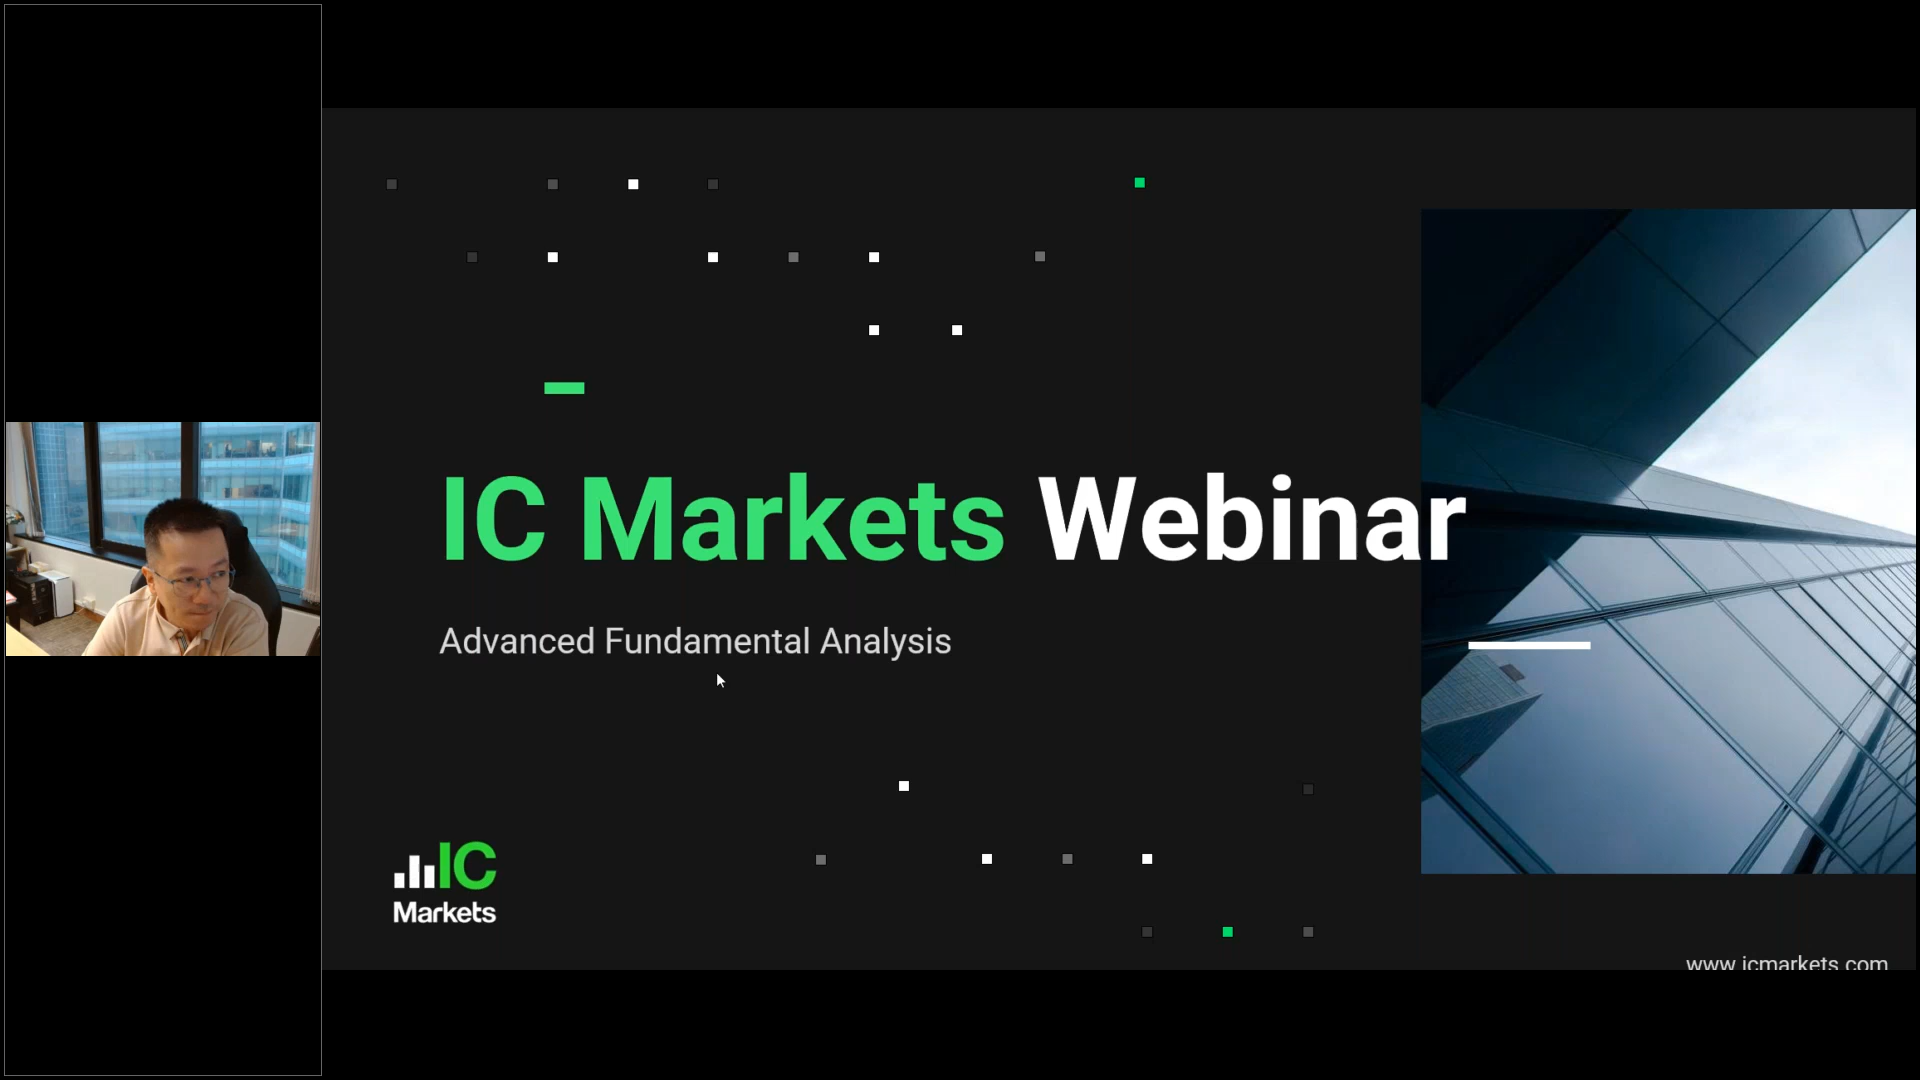 IC Markets Webinar
Advanced Fundamental Analysis
IC
Markets
www.icmarkets.com